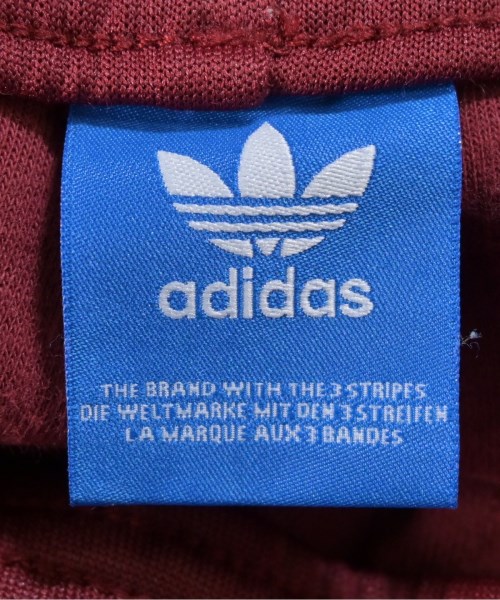 adidas
THE BRAND WITH THE 3 STRIPES
DIE WELTMARKE MIT DEN 3 STREIFEN
LA MARQUE AUX 3 BANDES